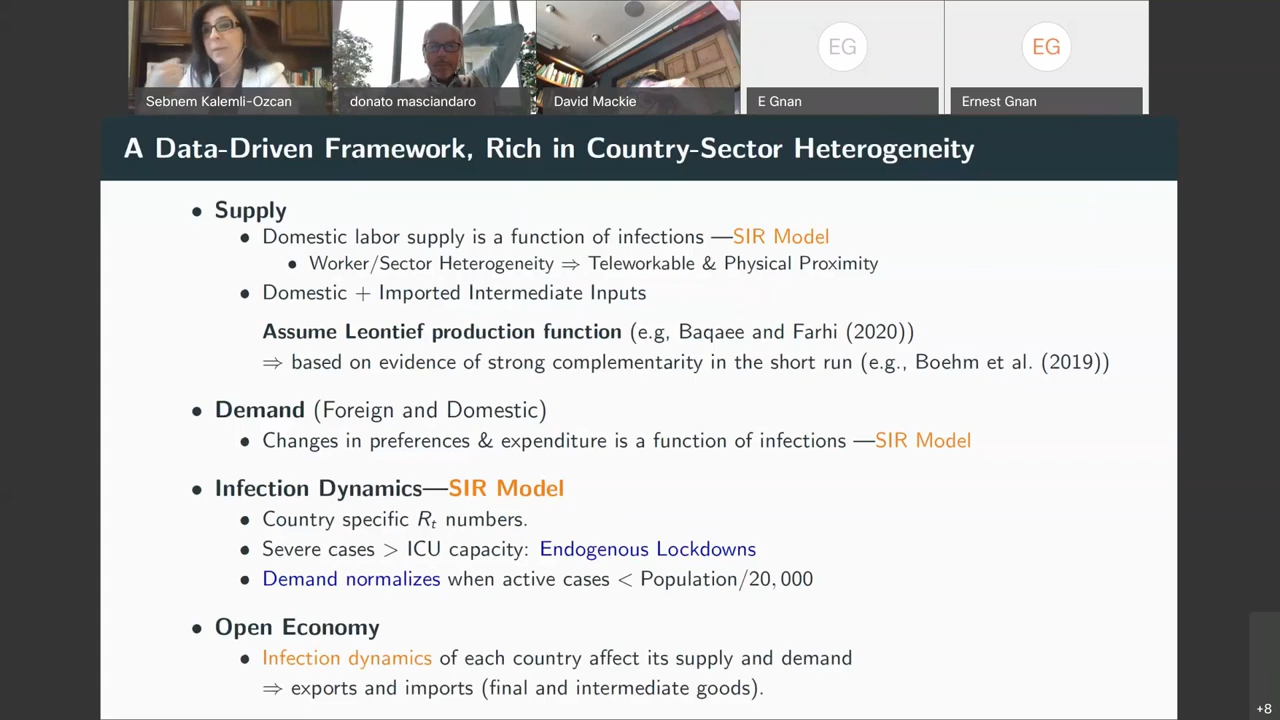 EG
EG
Sebnem Kalemli-Ozcan
donato masciandaro
David Mackie
E Gnan
Ernest Gnan
A Data-Driven Framework, Rich in Country-Sector Heterogeneity
• Supply
• Domestic labor supply is a function of infections —SIR Model
• Worker/Sector Heterogeneity ⇒ Teleworkable & Physical Proximity
• Domestic + Imported Intermediate Inputs
Assume Leontief production function (e.g, Baqaee and Farhi (2020))
⇒ based on evidence of strong complementarity in the short run (e.g., Boehm et al. (2019))
• Demand (Foreign and Domestic)
• Changes in preferences & expenditure is a function of infections —SIR Model
• Infection Dynamics—SIR Model
• Country specific Rₜ numbers.
• Severe cases > ICU capacity: Endogenous Lockdowns
• Demand normalizes when active cases < Population/20,000
• Open Economy
• Infection dynamics of each country affect its supply and demand
⇒ exports and imports (final and intermediate goods).
+8